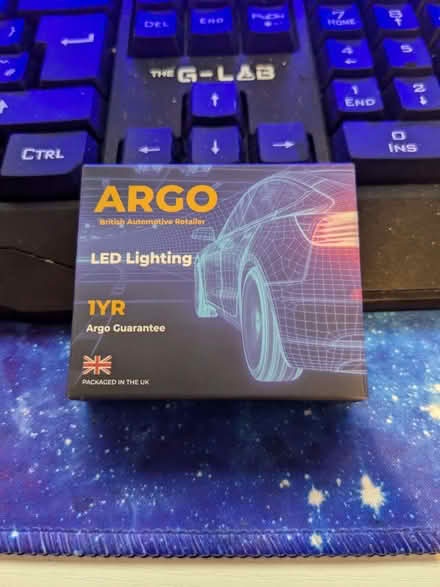 DEL
END
PGDN
7
HOME
8
THE G-LAB
4
5
1
END
2
CTRL
0
INS
ARGO
British Automotive Retailer
LED Lighting
1YR
Argo Guarantee
PACKAGED IN THE UK